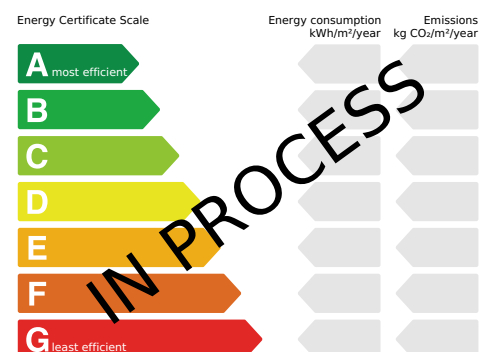 Energy Certificate Scale
Energy consumption
kWh/m²/year
Emissions
kg CO₂/m²/year
A most efficient
B
C
D
E
F
G least efficient
IN PROCESS